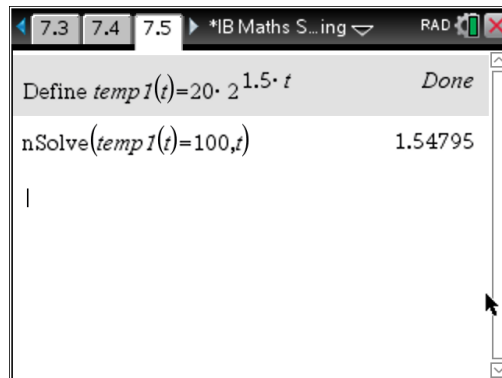 7.3 7.4 7.5 *IB Maths S...ing RAD
Define temp1(t)=20· 2^1.5· t Done
nSolve(temp1(t)=100,t) 1.54795